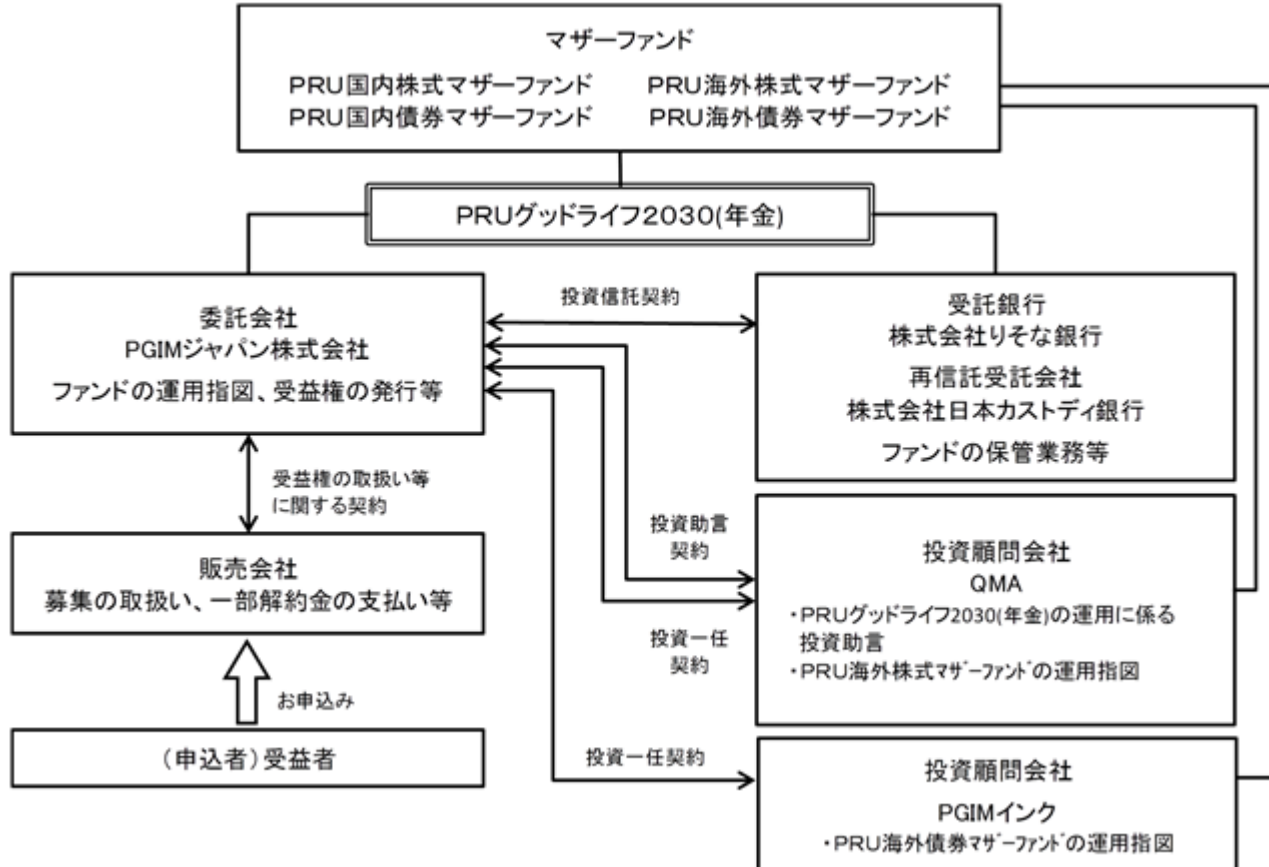 マザーファンド
PRU国内株式マザーファンド PRU海外株式マザーファンド
PRU国内債券マザーファンド PRU海外債券マザーファンド
PRUグッドライフ2030(年金)
委託会社
PGIMジャパン株式会社
ファンドの運用指図、受益権の発行等
投資信託契約
受託銀行
株式会社りそな銀行
再信託受託会社
株式会社日本カストディ銀行
ファンドの保管業務等
受益権の取扱い等
に関する契約
販売会社
募集の取扱い、一部解約金の支払い等
お申込み
(申込者)受益者
投資助言
契約
投資一任
契約
投資顧問会社
QMA
・PRUグッドライフ2030(年金)の運用に係る
投資助言
・PRU海外株式マザーファンドの運用指図
投資一任契約
投資顧問会社
PGIMインク
・PRU海外債券マザーファンドの運用指図